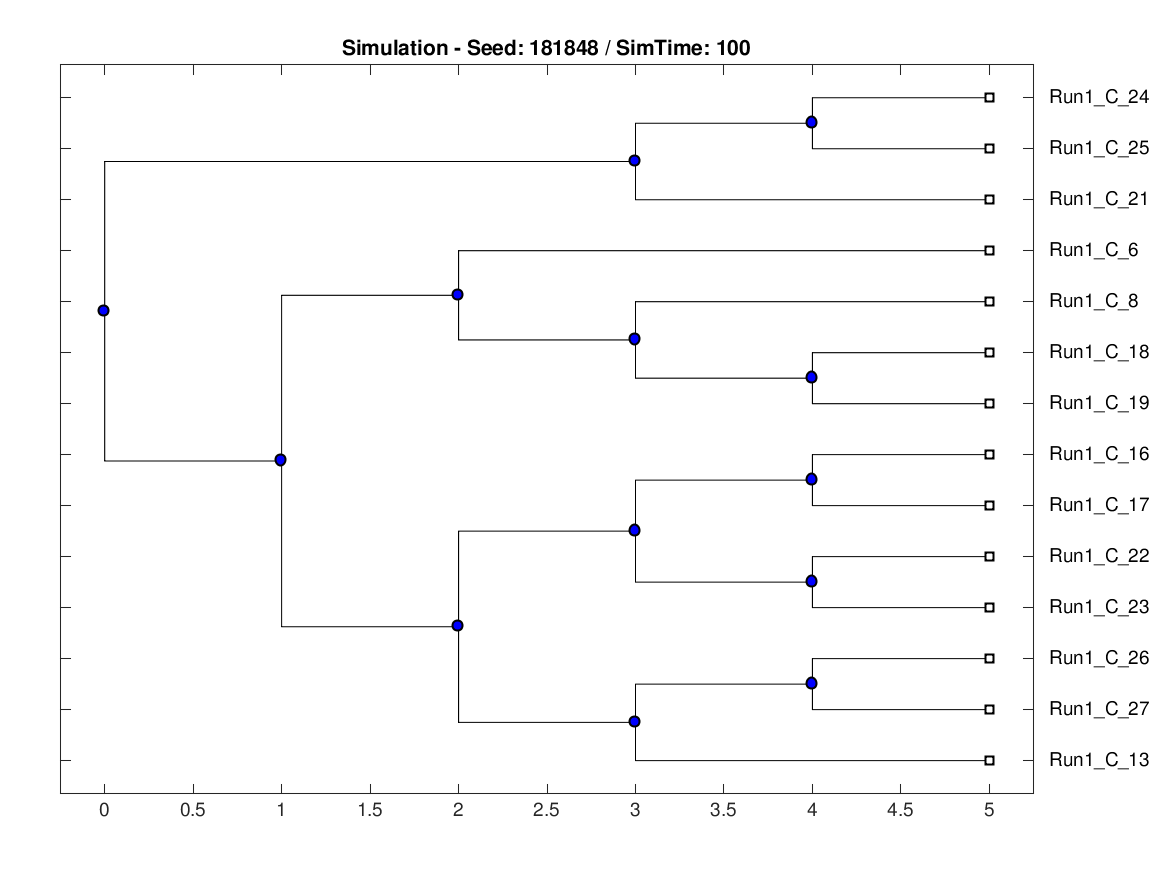 Simulation - Seed: 181848 / SimTime: 100
Run1_C_24
Run1_C_25
Run1_C_21
Run1_C_6
Run1_C_8
Run1_C_18
Run1_C_19
Run1_C_16
Run1_C_17
Run1_C_22
Run1_C_23
Run1_C_26
Run1_C_27
Run1_C_13
0 0.5 1 1.5 2 2.5 3 3.5 4 4.5 5